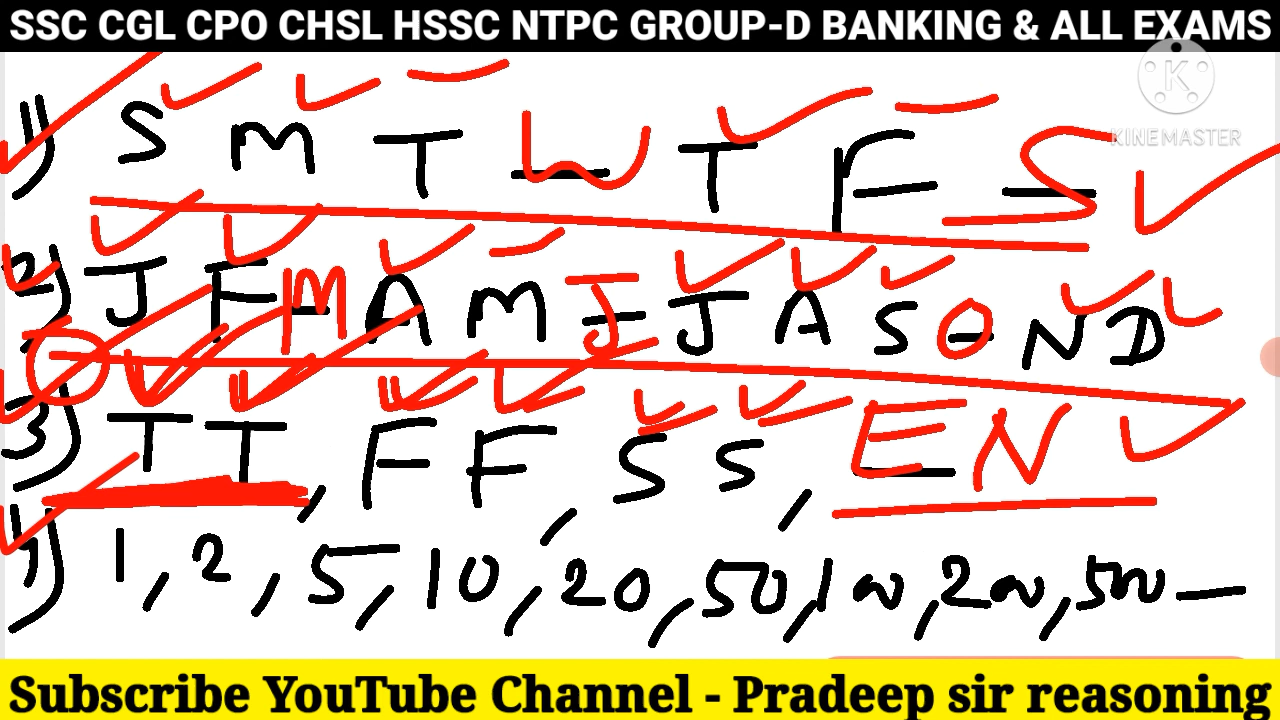 SSC CGL CPO CHSL HSSC NTPC GROUP-D BANKING & ALL EXAMS
KINEMASTER
1) S M T W T F S
2) J F M A M J J A S O N D
3) T T, F F, S S, E N
4) 1, 2, 5, 10, 20, 50, 100, 200, 500 —
Subscribe YouTube Channel - Pradeep sir reasoning